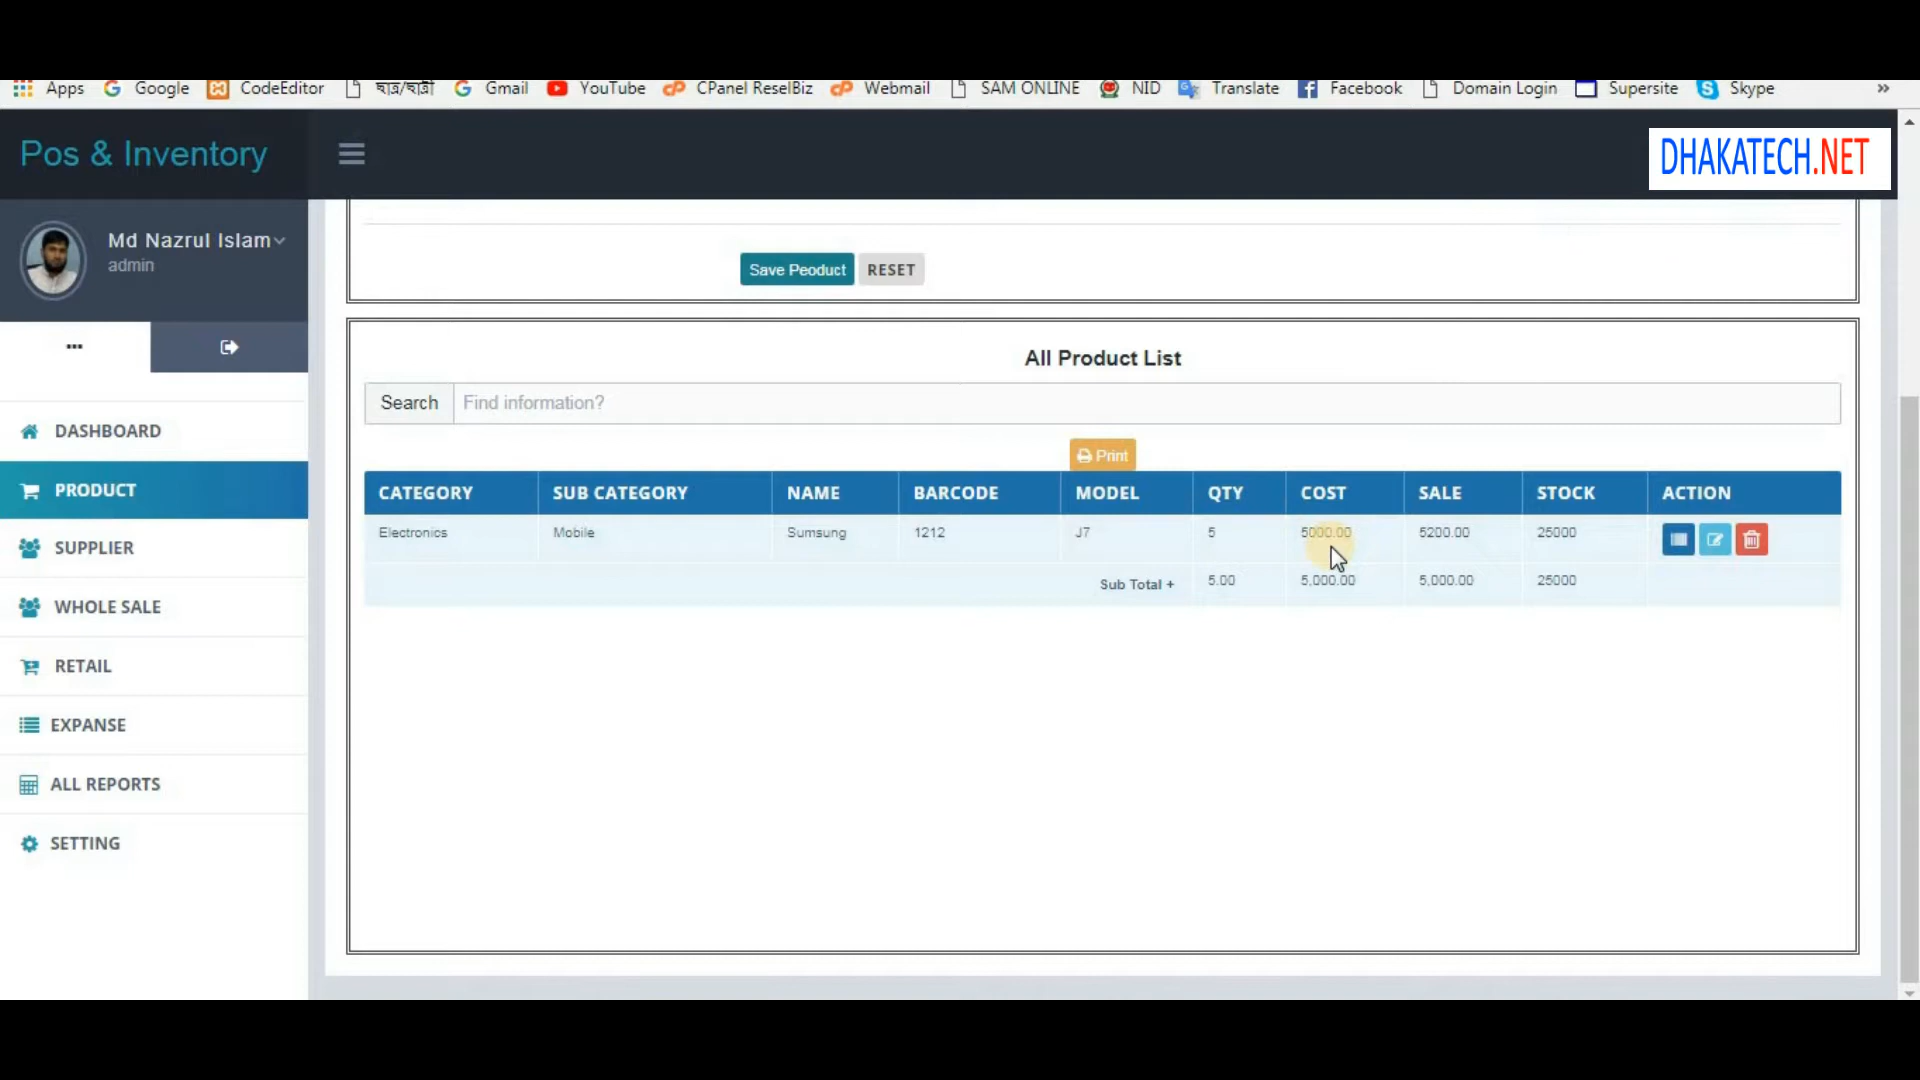 Apps Google CodeEditor ছাত্র/ছাত্রী Gmail YouTube CPanel ReselBiz Webmail SAM ONLINE NID Translate Facebook Domain Login Supersite Skype »
Pos & Inventory
DHAKATECH.NET
Md Nazrul Islam
admin
Save Peoduct RESET
DASHBOARD
PRODUCT
SUPPLIER
WHOLE SALE
RETAIL
EXPANSE
ALL REPORTS
SETTING
All Product List
Search Find information?
Print
CATEGORY SUB CATEGORY NAME BARCODE MODEL QTY COST SALE STOCK ACTION
Electronics Mobile Sumsung 1212 J7 5 5000.00 5200.00 25000
Sub Total + 5.00 5,000.00 5,000.00 25000